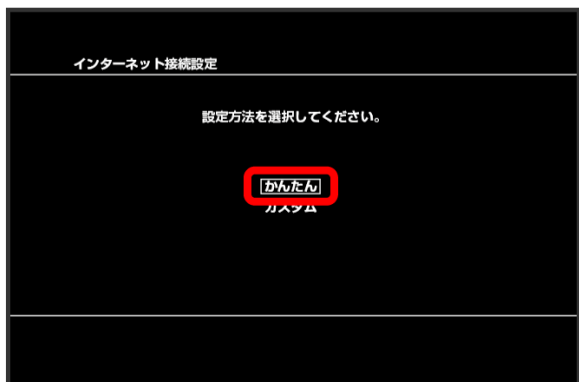 インターネット接続設定
設定方法を選択してください。
かんたん
カスタム